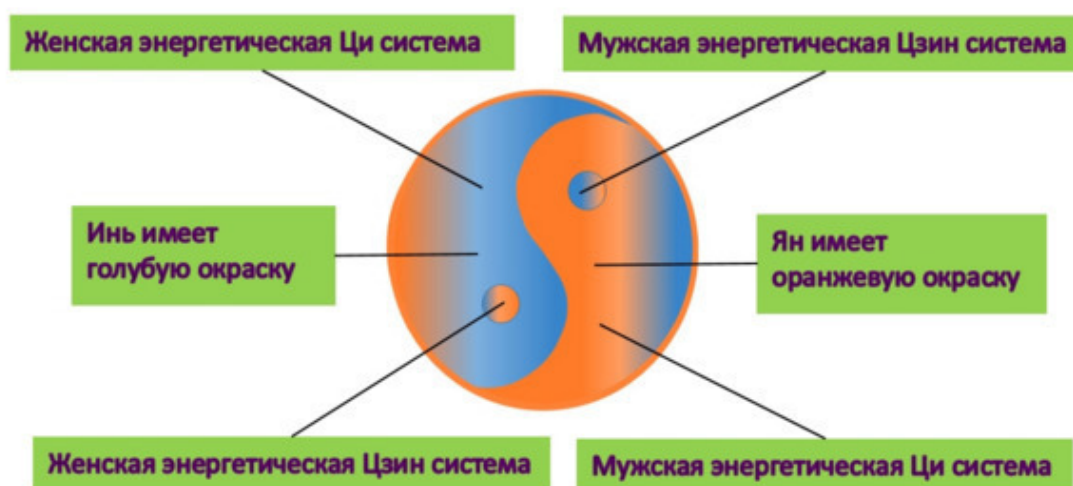 Женская энергетическая Ци система
Мужская энергетическая Цзин система
Инь имеет
голубую окраску
Ян имеет
оранжевую окраску
Женская энергетическая Цзин система
Мужская энергетическая Ци система